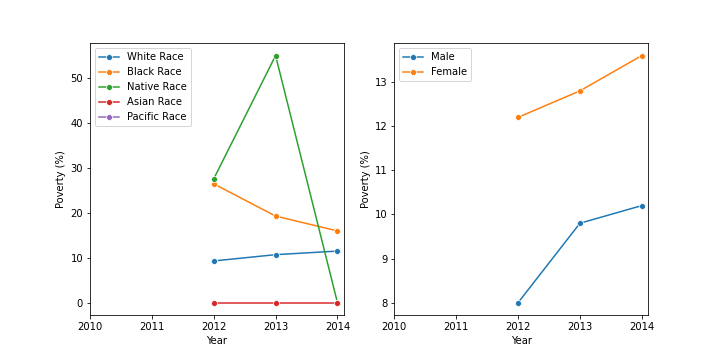 White Race
Black Race
Native Race
Asian Race
Pacific Race
50
40
30
20
10
0
Poverty (%)
2010 2011 2012 2013 2014
Year
Male
Female
13
12
11
10
9
8
Poverty (%)
2010 2011 2012 2013 2014
Year